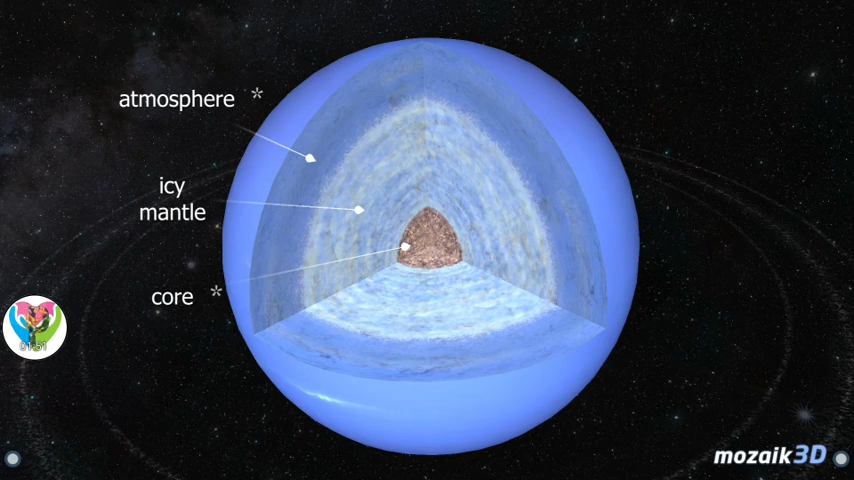 atmosphere *
icy
mantle
core *
mozaik3D